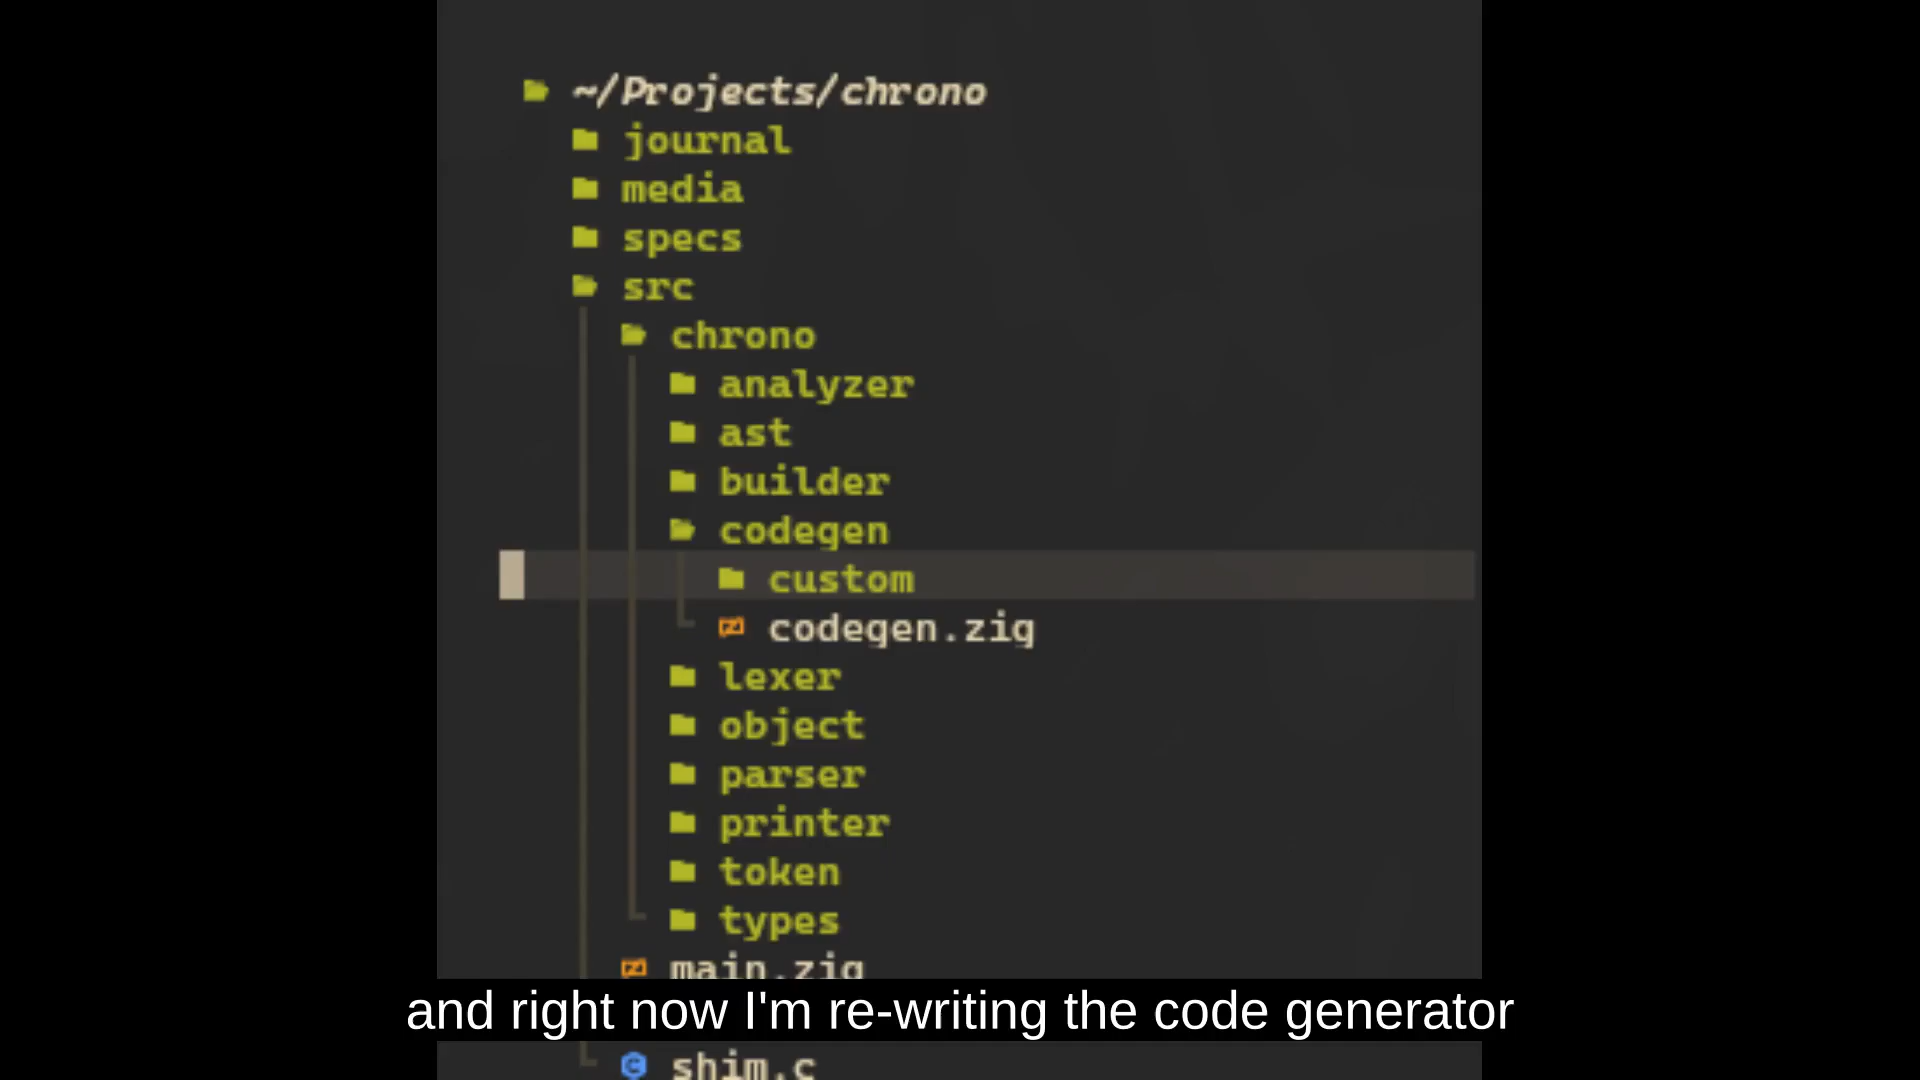 ~/Projects/chrono
journal
media
specs
src
chrono
analyzer
ast
builder
codegen
custom
codegen.zig
lexer
object
parser
printer
token
types
main.zig
and right now I'm re-writing the code generator
shim.c